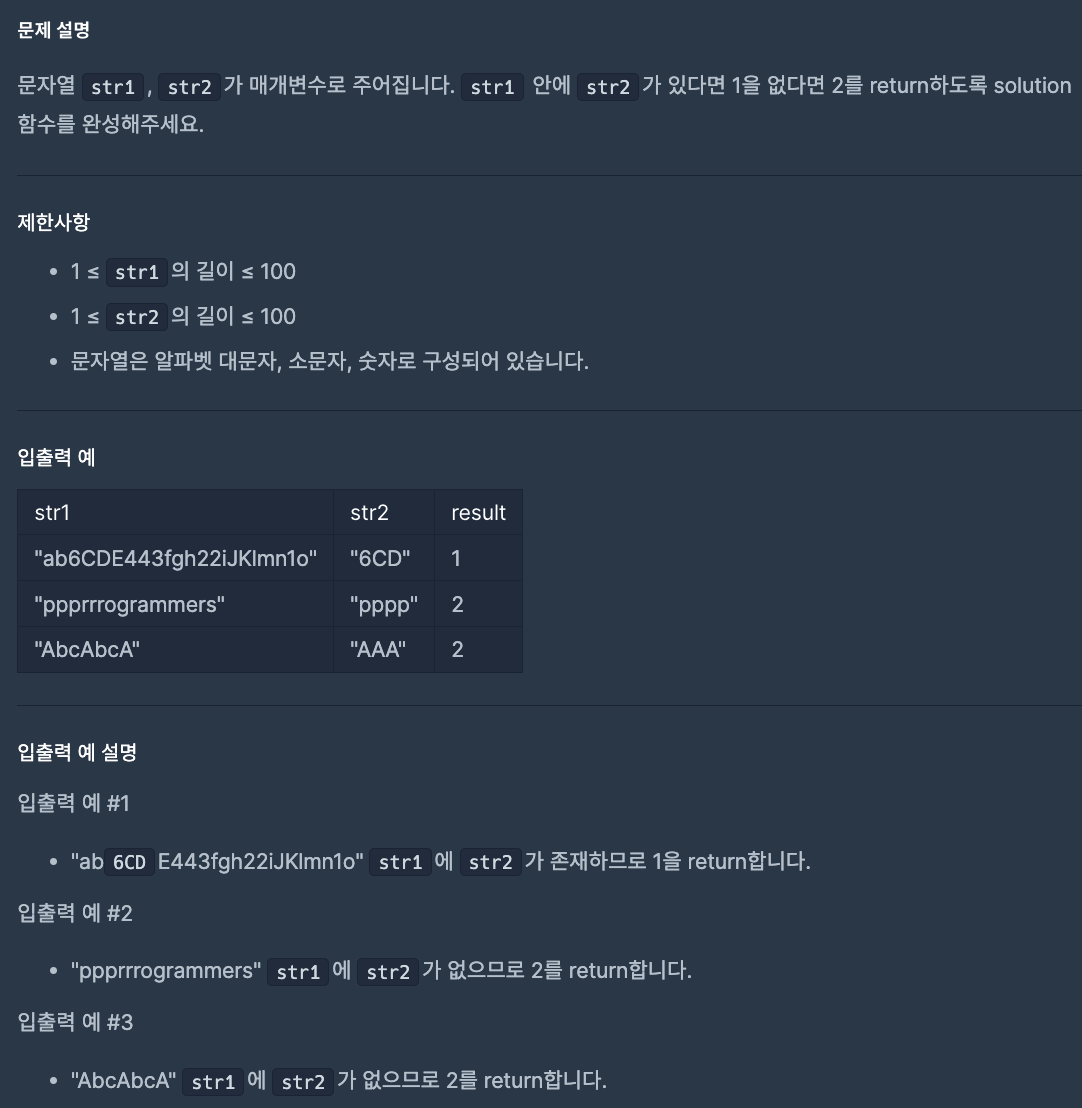 문제 설명
문자열 str1, str2가 매개변수로 주어집니다. str1 안에 str2가 있다면 1을 없다면 2를 return하도록 solution
함수를 완성해주세요.
제한사항
• 1 ≤ str1의 길이 ≤ 100
• 1 ≤ str2의 길이 ≤ 100
• 문자열은 알파벳 대문자, 소문자, 숫자로 구성되어 있습니다.
입출력 예
str1 str2 result
"ab6CDE443fgh22iJKlmn1o" "6CD" 1
"ppprrrogrammers" "pppp" 2
"AbcAbcA" "AAA" 2
입출력 예 설명
입출력 예 #1
• "ab6CDE443fgh22iJKlmn1o" str1에 str2가 존재하므로 1을 return합니다.
입출력 예 #2
• "ppprrrogrammers" str1에 str2가 없으므로 2를 return합니다.
입출력 예 #3
• "AbcAbcA" str1에 str2가 없으므로 2를 return합니다.